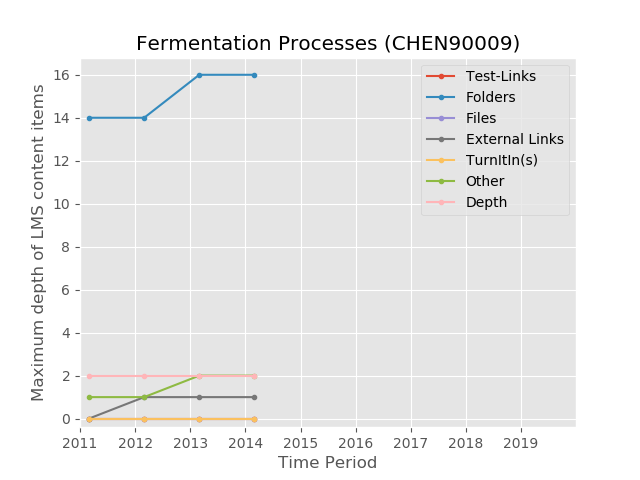 Fermentation Processes (CHEN90009)
Maximum depth of LMS content items
16
14
12
10
8
6
4
2
0
Test-Links
Folders
Files
External Links
TurnItIn(s)
Other
Depth
2011 2012 2013 2014 2015 2016 2017 2018 2019
Time Period